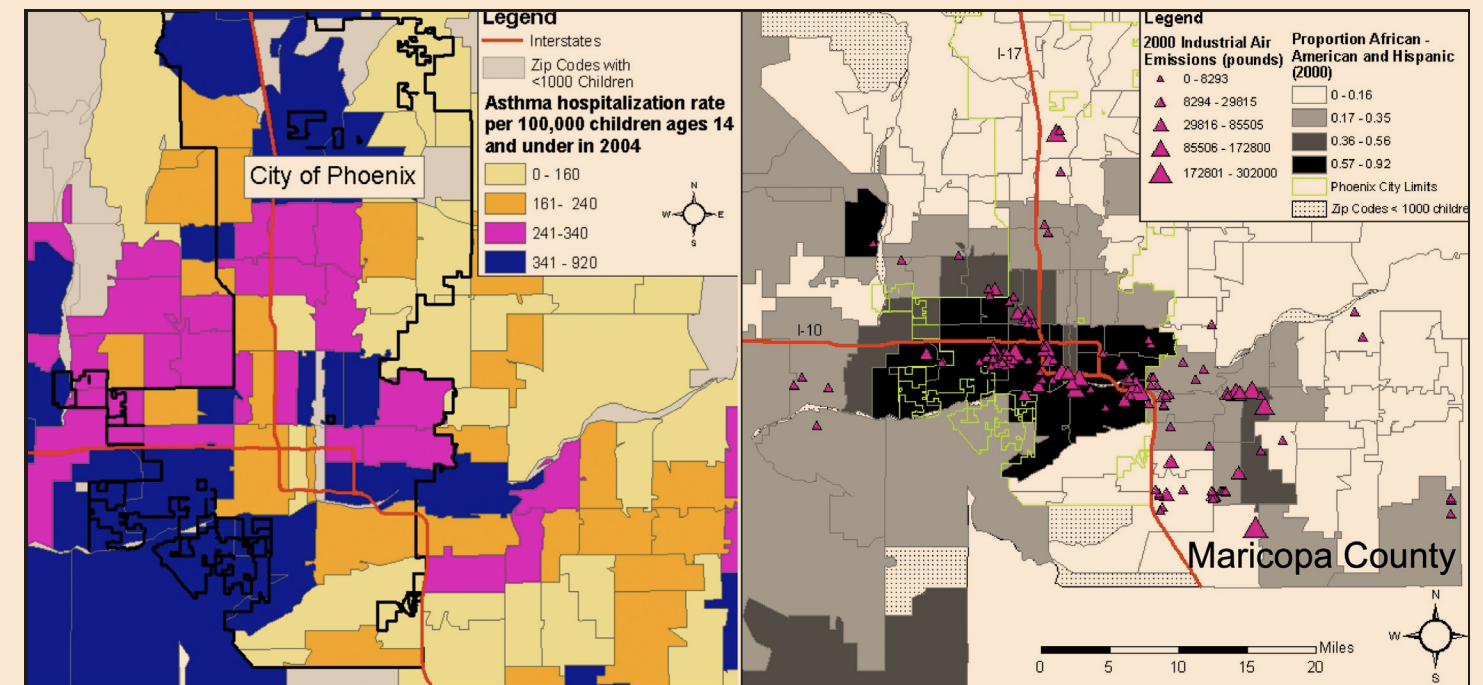 Legend
Interstates
Zip Codes with
<1000 Children
Asthma hospitalization rate
per 100,000 children ages 14
and under in 2004
0 - 160
161- 240
241-340
341 - 920
N
W
E
S
City of Phoenix
Legend
2000 Industrial Air
Emissions (pounds)
0 - 8293
8294 - 29815
29816 - 85505
85506 - 172800
172801 - 302000
Proportion African -
American and Hispanic
(2000)
0 - 0.16
0.17 - 0.35
0.36 - 0.56
0.57 - 0.92
Phoenix City Limits
Zip Codes < 1000 childre
I-17
I-10
Maricopa County
N
W
E
S
Miles
0 5 10 15 20